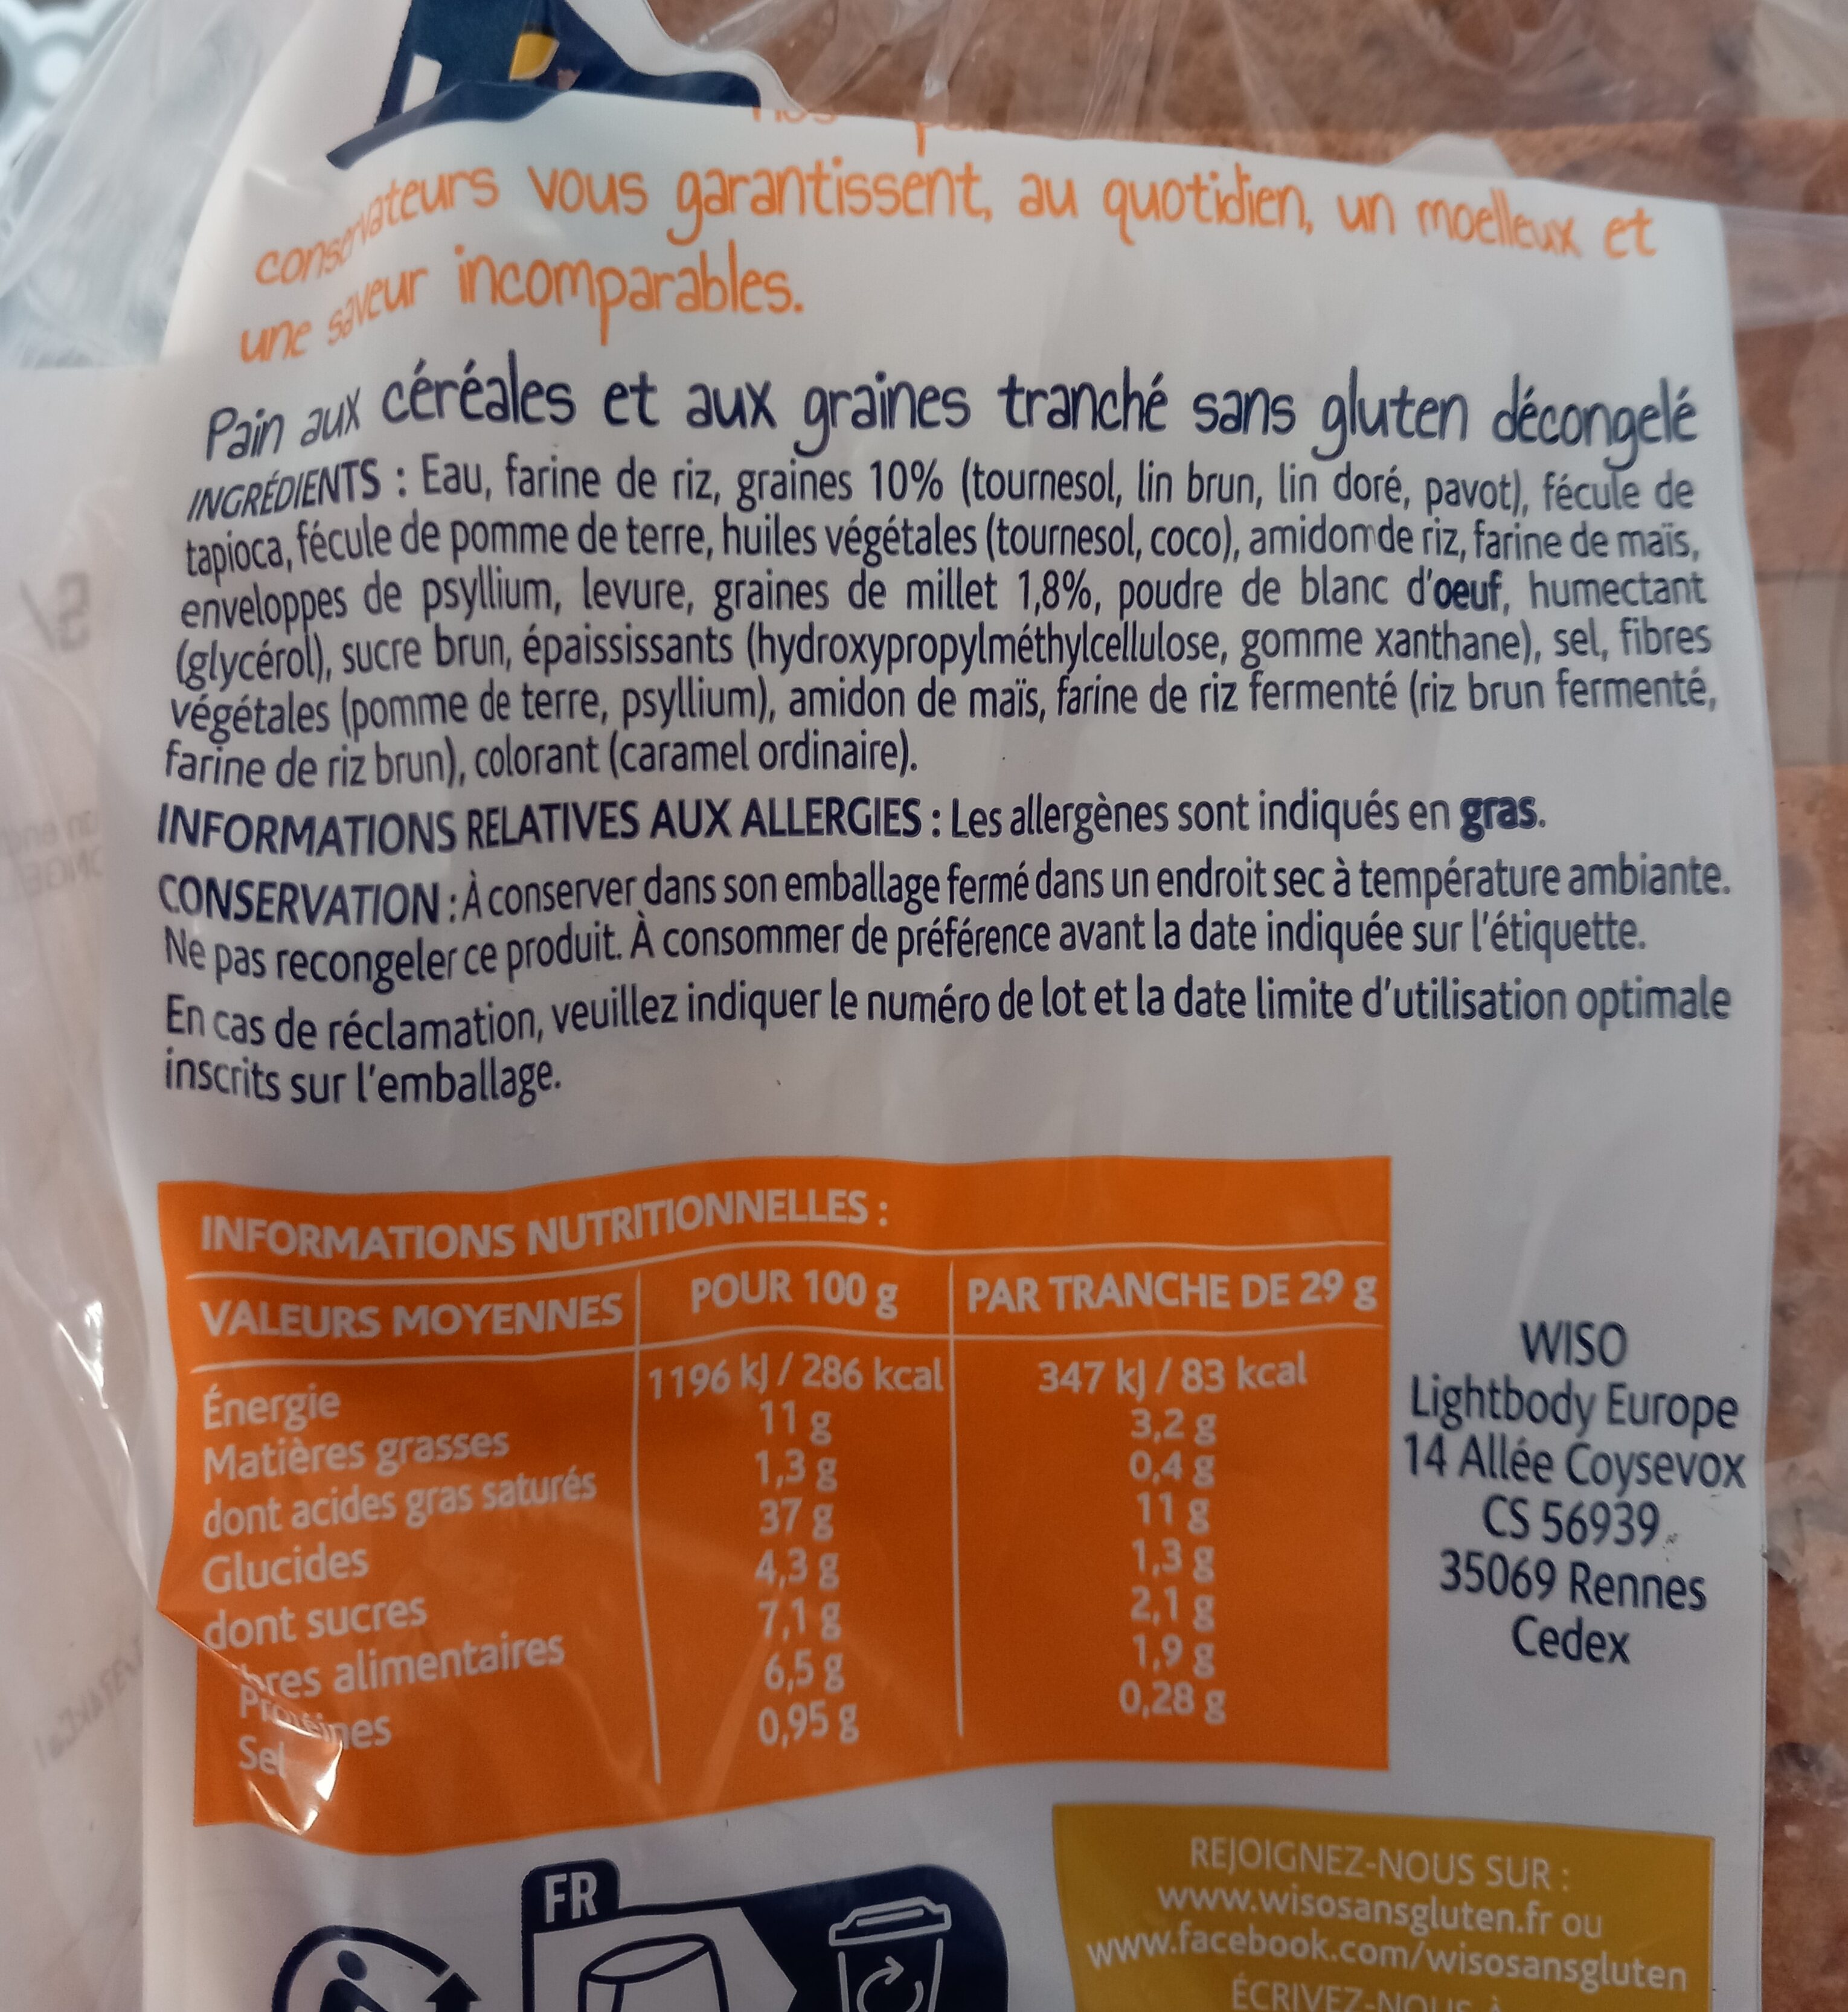 conservateurs vous garantissent, au quotidien, un moelleux et
une saveur incomparables.
Pain aux céréales et aux graines tranché sans gluten décongelé
INGRÉDIENTS : Eau, farine de riz, graines 10% (tournesol, lin brun, lin doré, pavot), fécule de
tapioca, fécule de pomme de terre, huiles végétales (tournesol, coco), amidon de riz, farine de maïs,
enveloppes de psyllium, levure, graines de millet 1,8%, poudre de blanc d'oeuf, humectant
(glycérol), sucre brun, épaississants (hydroxypropylméthylcellulose, gomme xanthane), sel, fibres
végétales (pomme de terre, psyllium), amidon de maïs, farine de riz fermenté (riz brun fermenté,
farine de riz brun), colorant (caramel ordinaire).
INFORMATIONS RELATIVES AUX ALLERGIES : Les allergènes sont indiqués en gras.
CONSERVATION : À conserver dans son emballage fermé dans un endroit sec à température ambiante.
Ne pas recongeler ce produit. À consommer de préférence avant la date indiquée sur l'étiquette.
En cas de réclamation, veuillez indiquer le numéro de lot et la date limite d'utilisation optimale
inscrits sur l'emballage.
INFORMATIONS NUTRITIONNELLES :
VALEURS MOYENNES POUR 100 g PAR TRANCHE DE 29 g
Énergie 1196 kJ / 286 kcal 347 kJ / 83 kcal
Matières grasses 11 g 3,2 g
dont acides gras saturés 1,3 g 0,4 g
Glucides 37 g 11 g
dont sucres 4,3 g 1,3 g
bres alimentaires 7,1 g 2,1 g
Protéines 6,5 g 1,9 g
Sel 0,95 g 0,28 g
WISO
Lightbody Europe
14 Allée Coysevox
CS 56939
35069 Rennes
Cedex
FR
REJOIGNEZ-NOUS SUR :
www.wisosansgluten.fr ou
www.facebook.com/wisosansgluten
ÉCRIVEZ-NOUS À